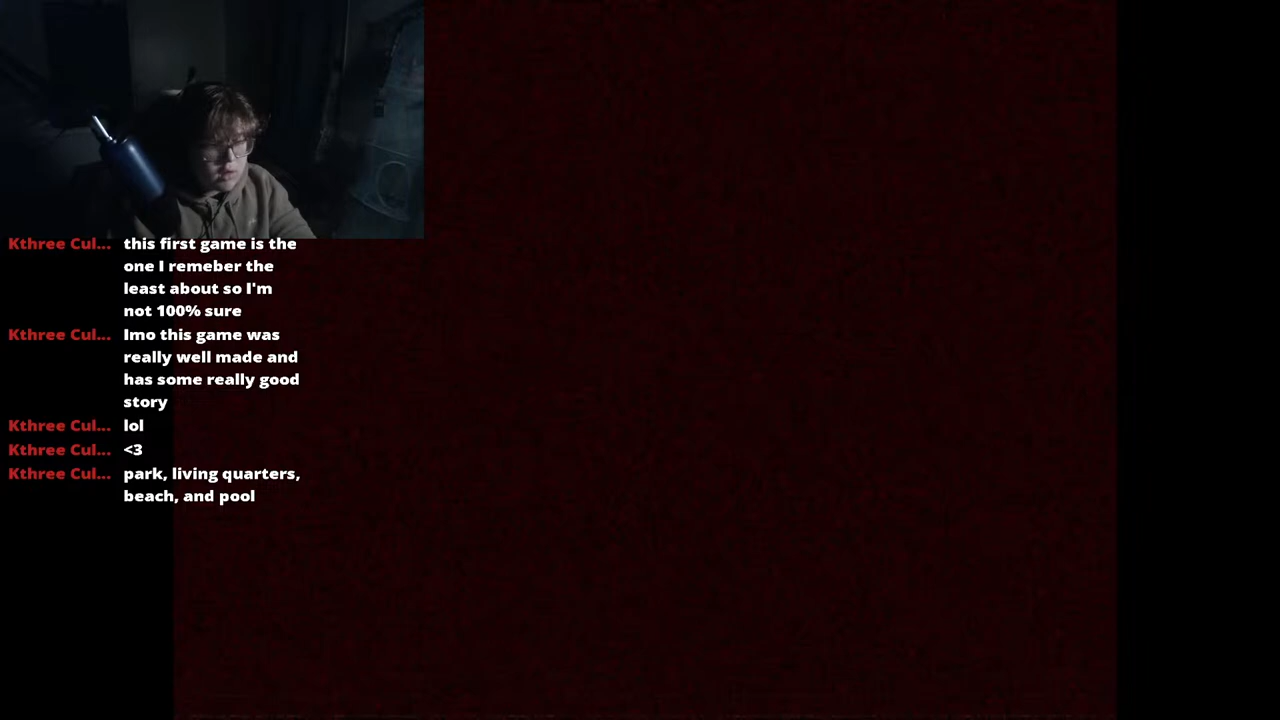 Kthree Cul... this first game is the
one I remeber the
least about so I'm
not 100% sure
Kthree Cul... Imo this game was
really well made and
has some really good
story
Kthree Cul... lol
Kthree Cul... <3
Kthree Cul... park, living quarters,
beach, and pool